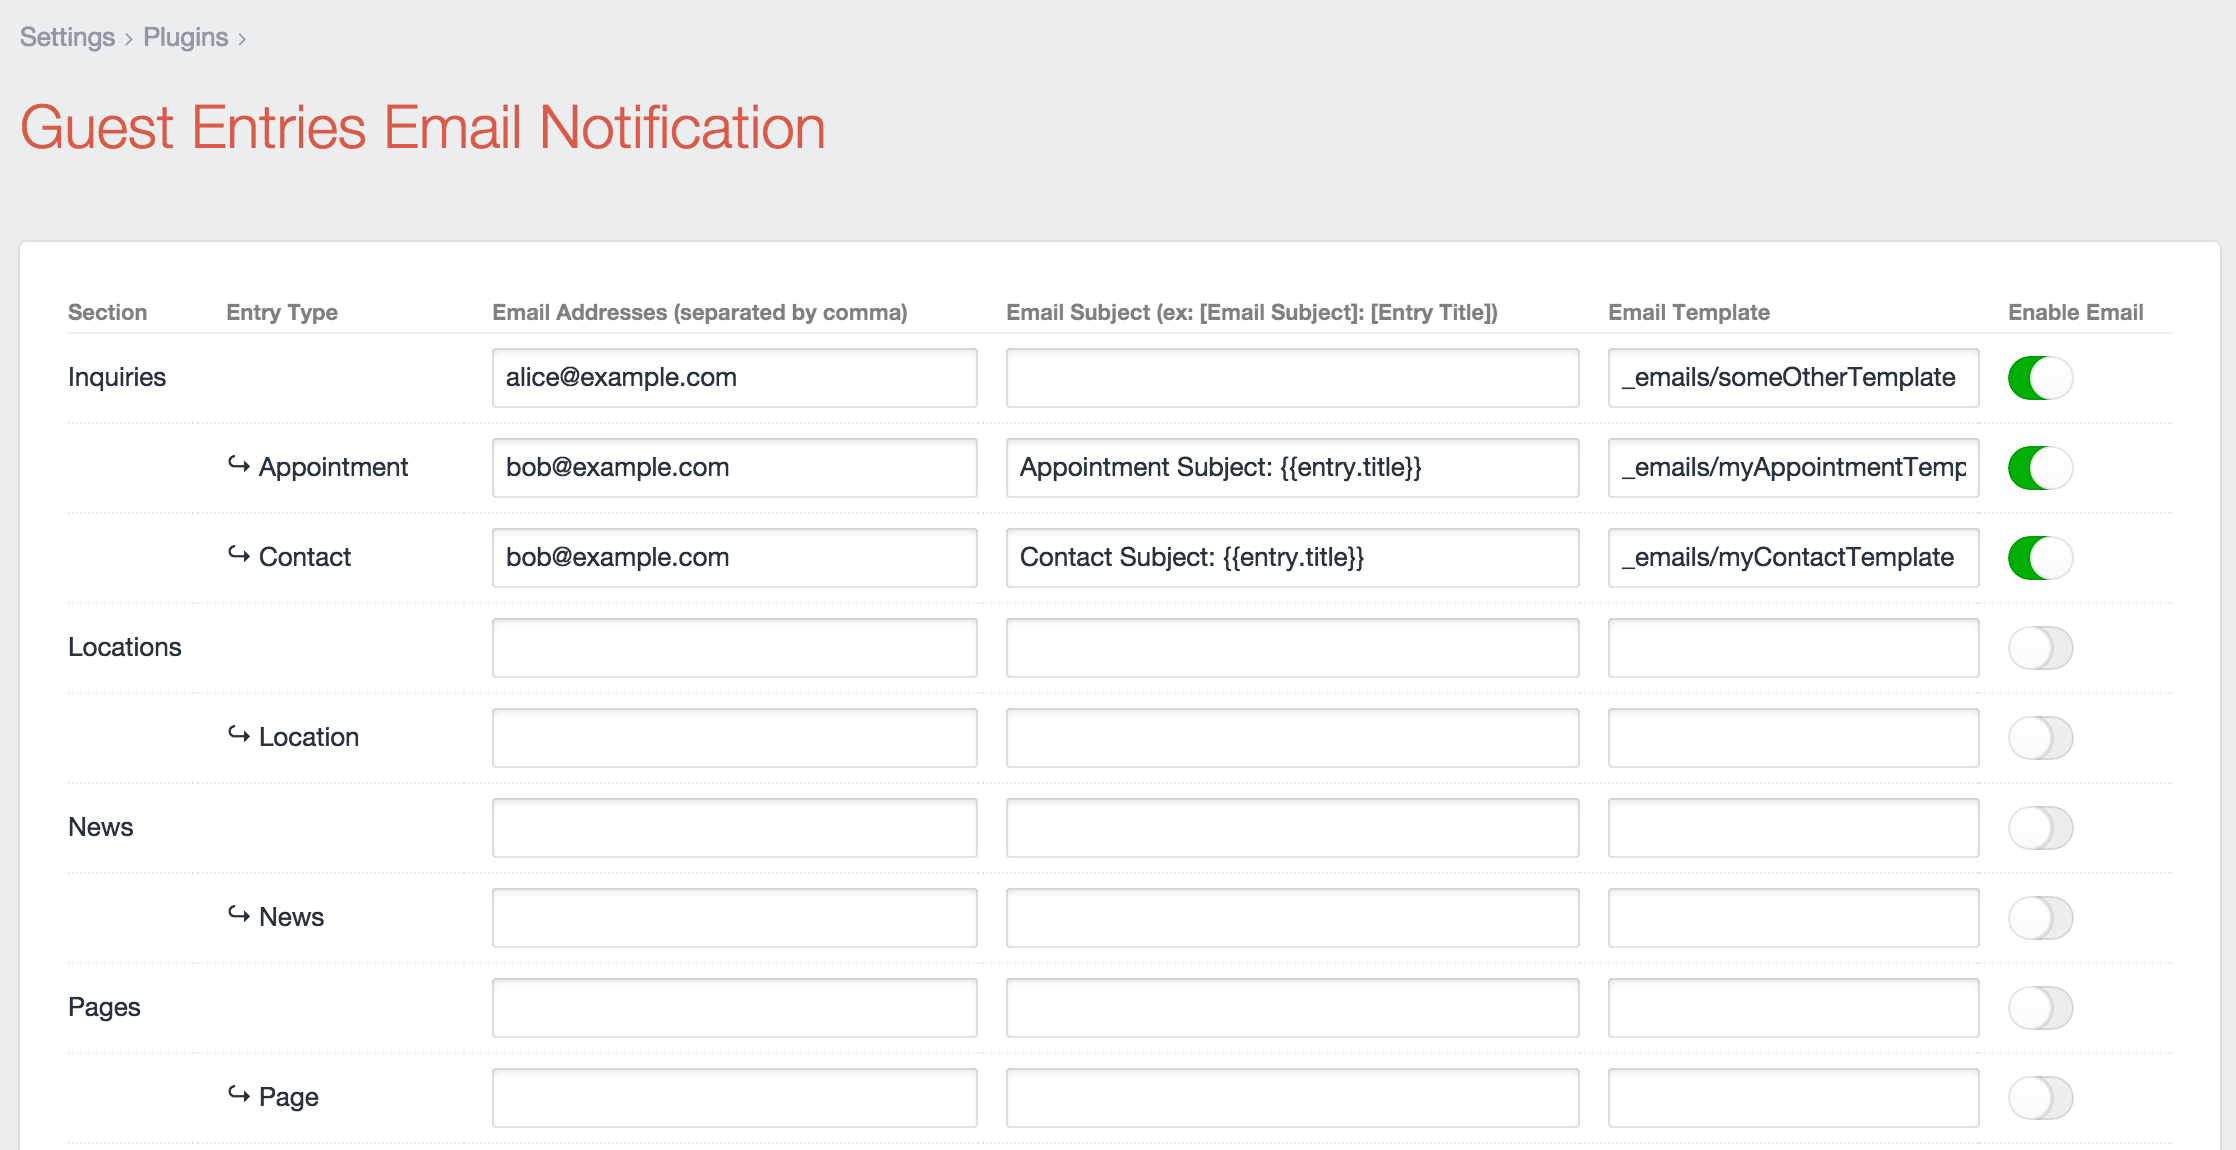 Settings > Plugins >
Guest Entries Email Notification
Section Entry Type Email Addresses (separated by comma) Email Subject (ex: [Email Subject]: [Entry Title]) Email Template Enable Email
Inquiries alice@example.com _emails/someOtherTemplate
↪ Appointment bob@example.com Appointment Subject: {{entry.title}} _emails/myAppointmentTemp
↪ Contact bob@example.com Contact Subject: {{entry.title}} _emails/myContactTemplate
Locations
↪ Location
News
↪ News
Pages
↪ Page